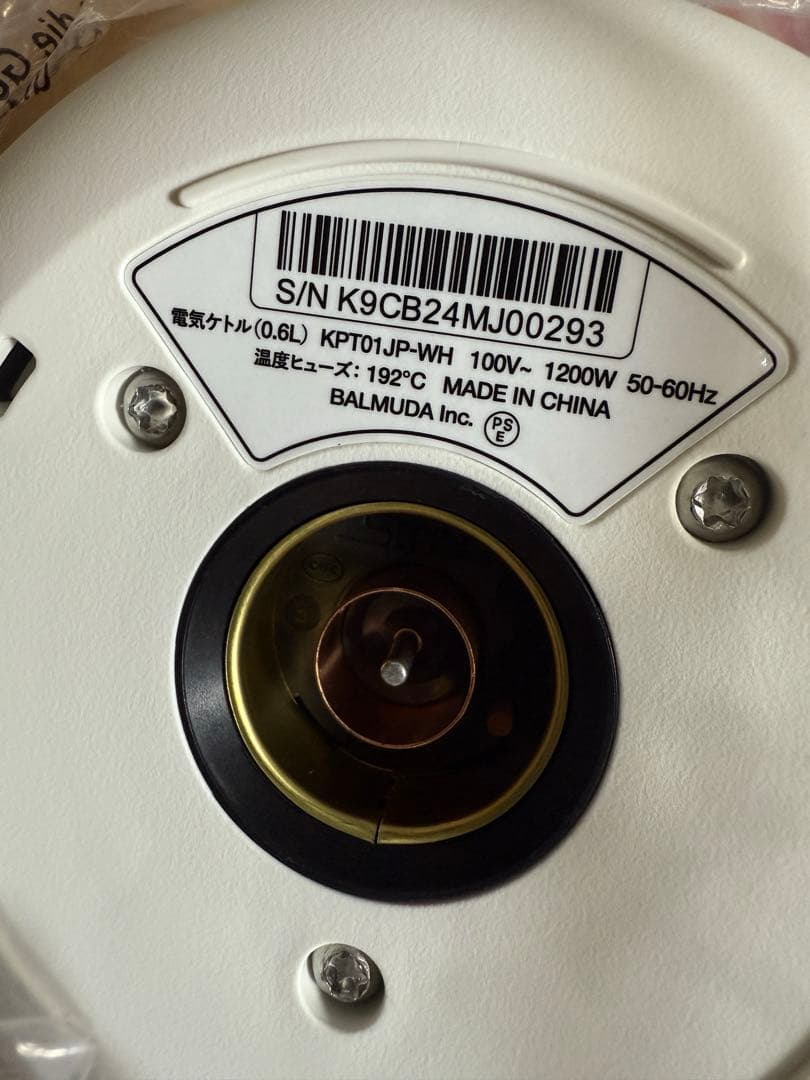 S/N K9CB24MJ00293
電気ケトル(0.6L) KPT01JP-WH 100V~ 1200W 50-60Hz
温度ヒューズ: 192°C MADE IN CHINA
BALMUDA Inc. PSE